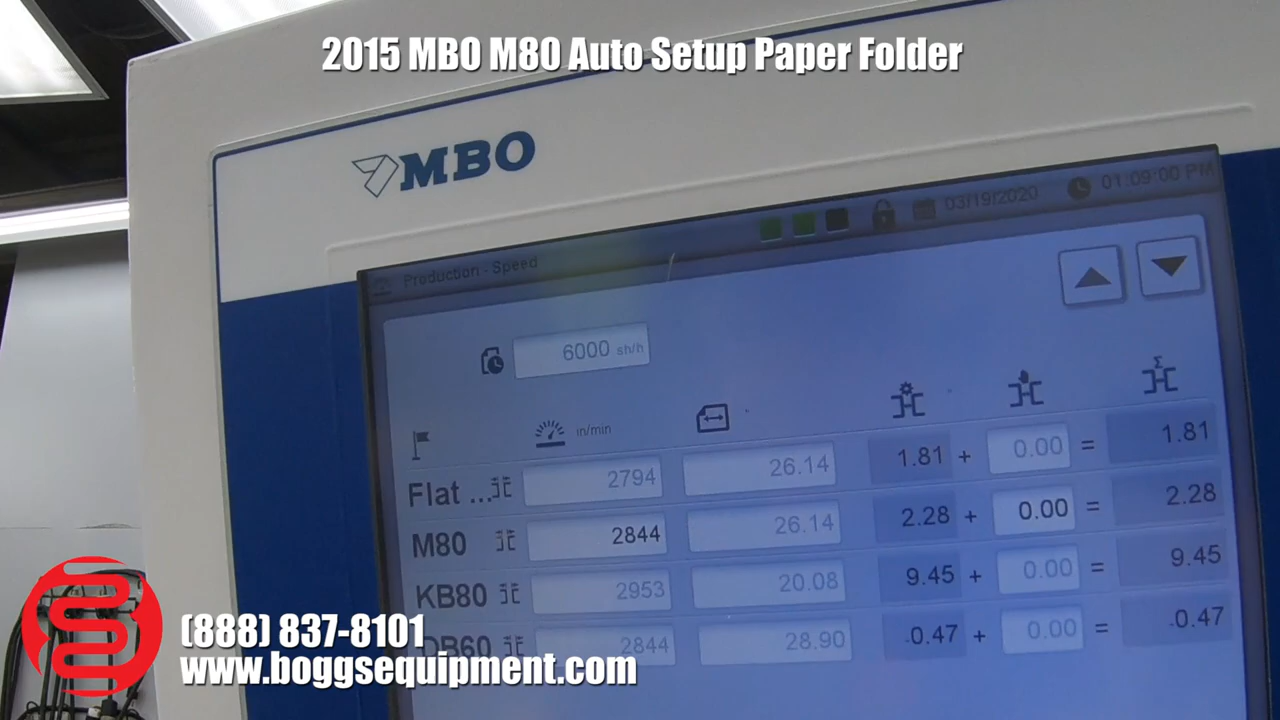 2015 MBO M80 Auto Setup Paper Folder
MBO
03/19/2020 01:09:00 PM
Production - Speed
6000 sh/h
in/min
Flat ... 2794 26.14 1.81 + 0.00 = 1.81
M80 2844 26.14 2.28 + 0.00 = 2.28
KB80 2953 20.08 9.45 + 0.00 = 9.45
DB60 2844 28.90 -0.47 + 0.00 = -0.47
(888) 837-8101
www.boggsequipment.com